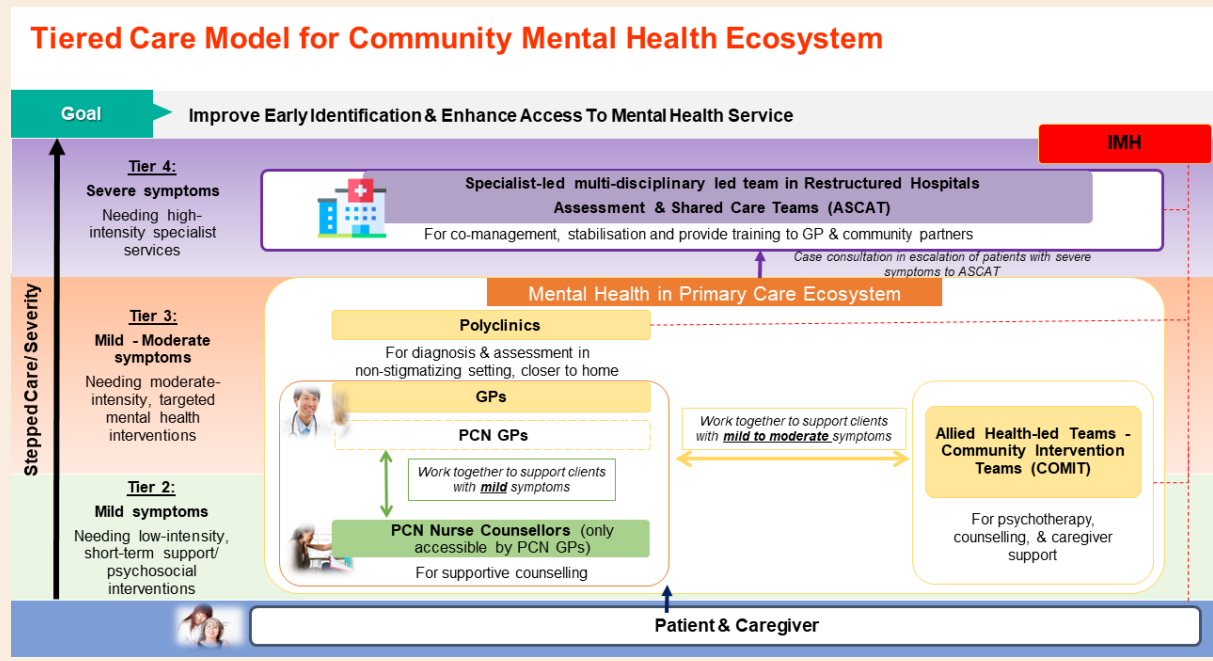 Tiered Care Model for Community Mental Health Ecosystem
Goal
Improve Early Identification & Enhance Access To Mental Health Service
IMH
Stepped Care/ Severity
Tier 4:
Severe symptoms
Needing high-
intensity specialist
services
Specialist-led multi-disciplinary led team in Restructured Hospitals
Assessment & Shared Care Teams (ASCAT)
For co-management, stabilisation and provide training to GP & community partners
Case consultation in escalation of patients with severe
symptoms to ASCAT
Mental Health in Primary Care Ecosystem
Tier 3:
Mild - Moderate
symptoms
Needing moderate-
intensity, targeted
mental health
interventions
Polyclinics
For diagnosis & assessment in
non-stigmatizing setting, closer to home
GPs
PCN GPs
Work together to support clients
with mild symptoms
Work together to support clients
with mild to moderate symptoms
Allied Health-led Teams -
Community Intervention
Teams (COMIT)
For psychotherapy,
counselling, & caregiver
support
Tier 2:
Mild symptoms
Needing low-intensity,
short-term support/
psychosocial
interventions
PCN Nurse Counsellors (only
accessible by PCN GPs)
For supportive counselling
Patient & Caregiver